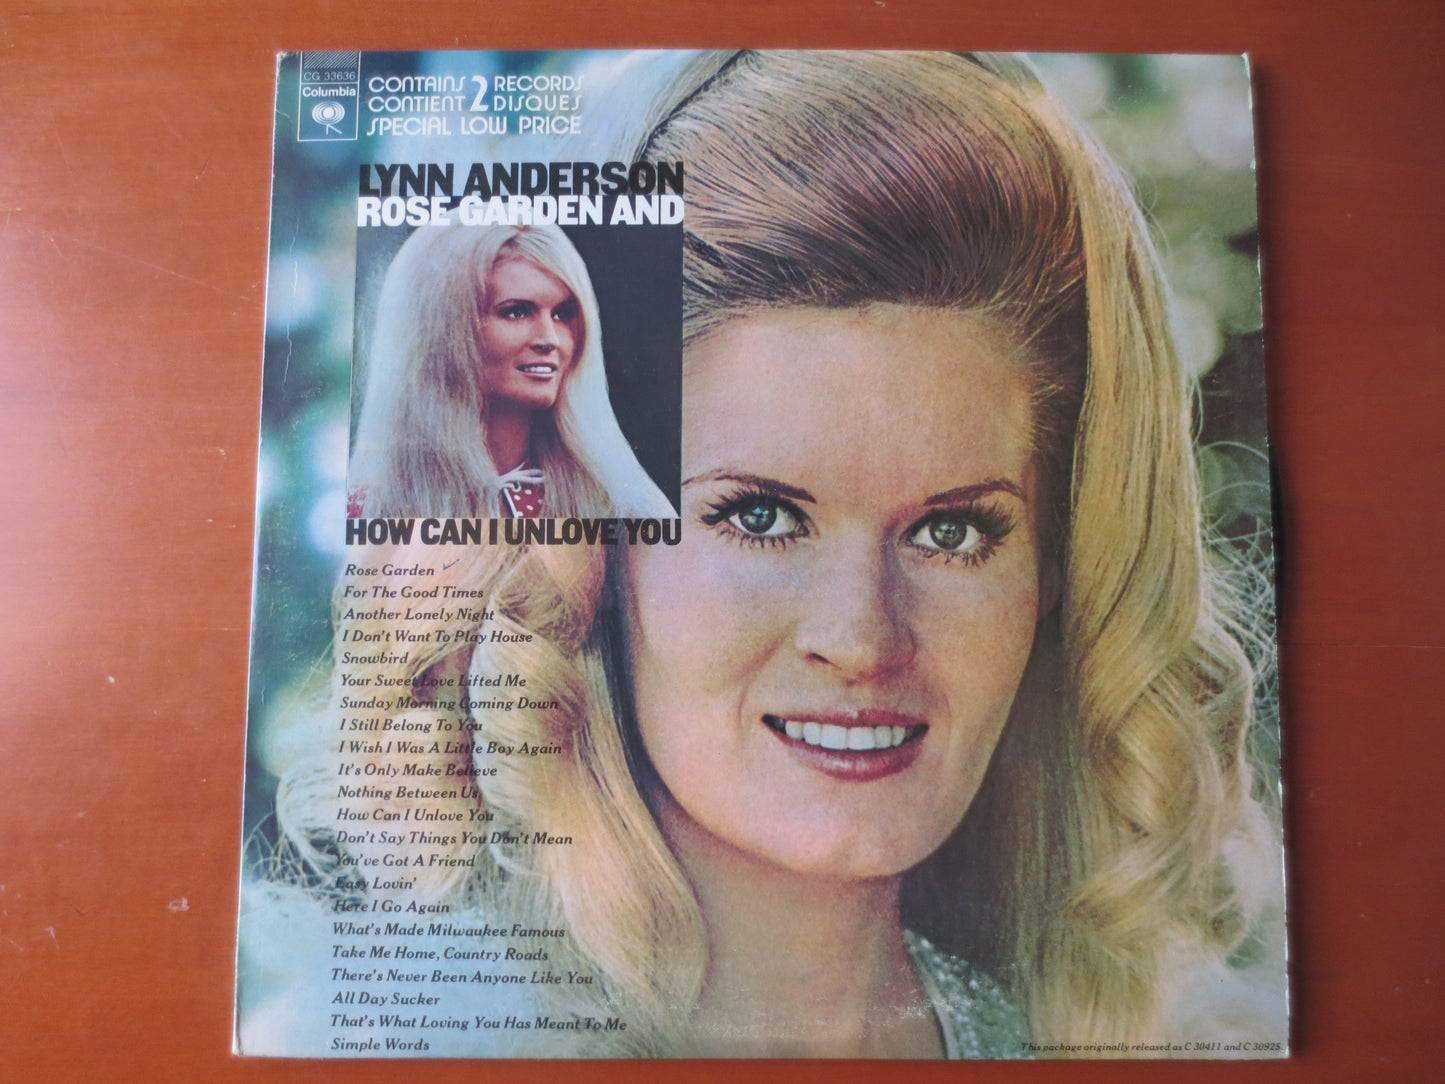 CG 33636
Columbia
CONTAINS 2 RECORDS
CONTIENT 2 DISQUES
SPECIAL LOW PRICE
LYNN ANDERSON
ROSE GARDEN AND
HOW CAN I UNLOVE YOU
Rose Garden
For The Good Times
Another Lonely Night
I Don't Want To Play House
Snowbird
Your Sweet Love Lifted Me
Sunday Morning Coming Down
I Still Belong To You
I Wish I Was A Little Boy Again
It's Only Make Believe
Nothing Between Us
How Can I Unlove You
Don't Say Things You Don't Mean
You've Got A Friend
Easy Lovin'
Here I Go Again
What's Made Milwaukee Famous
Take Me Home, Country Roads
There's Never Been Anyone Like You
All Day Sucker
That's What Loving You Has Meant To Me
Simple Words
This package originally released as C 30411 and C 30925.